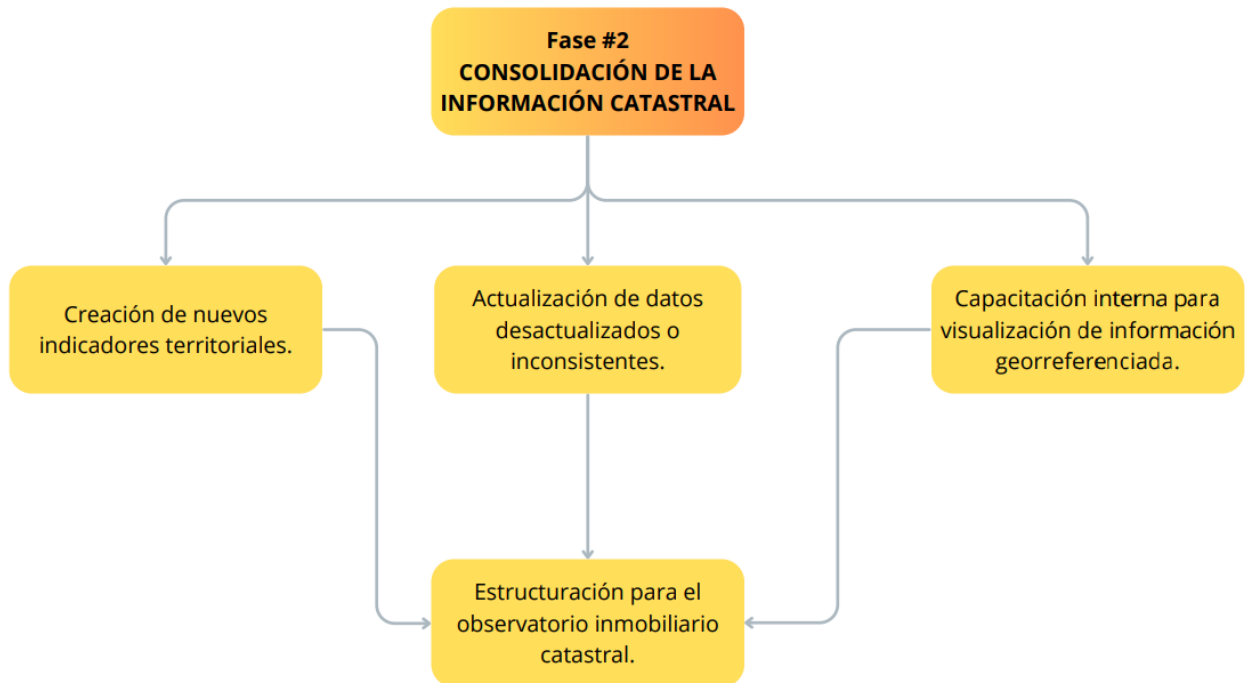 Fase #2
CONSOLIDACIÓN DE LA
INFORMACIÓN CATASTRAL
Creación de nuevos
indicadores territoriales.
Actualización de datos
desactualizados o
inconsistentes.
Capacitación interna para
visualización de información
georreferenciada.
Estructuración para el
observatorio inmobiliario
catastral.